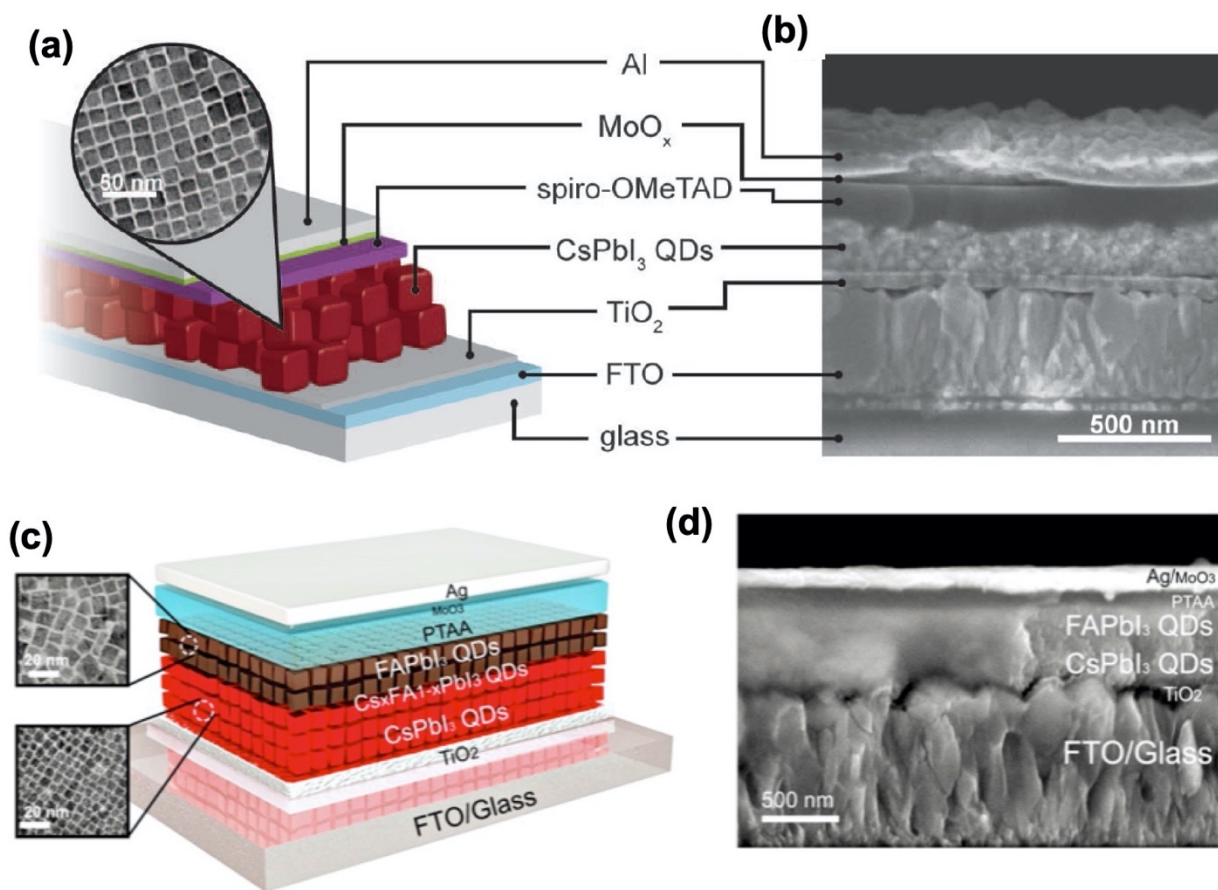 (a)
50 nm
Al
MoOₓ
spiro-OMeTAD
CsPbI₃ QDs
TiO₂
FTO
glass
(b)
500 nm
(c)
20 nm
20 nm
Ag
MoO3
PTAA
FAPbI₃ QDs
CsxFA1-xPbI3 QDs
CsPbI₃ QDs
TiO2
FTO/Glass
(d)
Ag/MoO3
PTAA
FAPbI₃ QDs
CsPbI₃ QDs
TiO2
FTO/Glass
500 nm